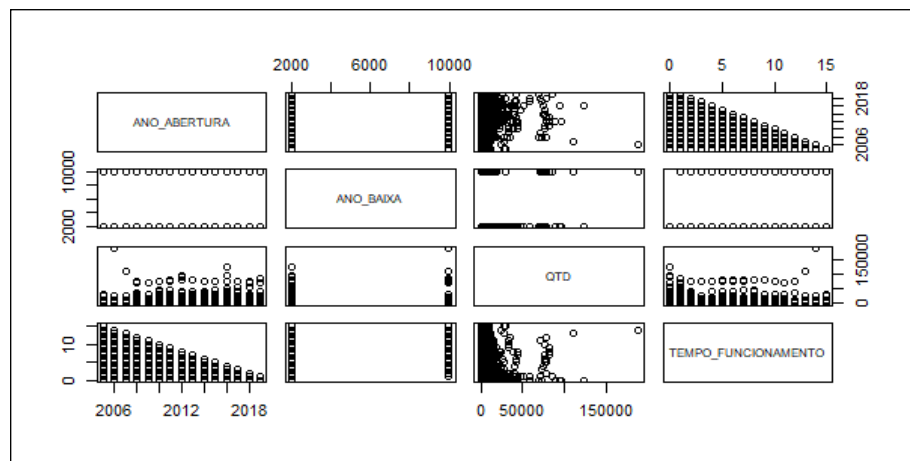 2000 6000 10000 0 5 10 15
ANO_ABERTURA
2006 2018
2000 10000
ANO_BAIXA
QTD
0 150000
0 10
TEMPO_FUNCIONAMENTO
2006 2012 2018 0 50000 150000